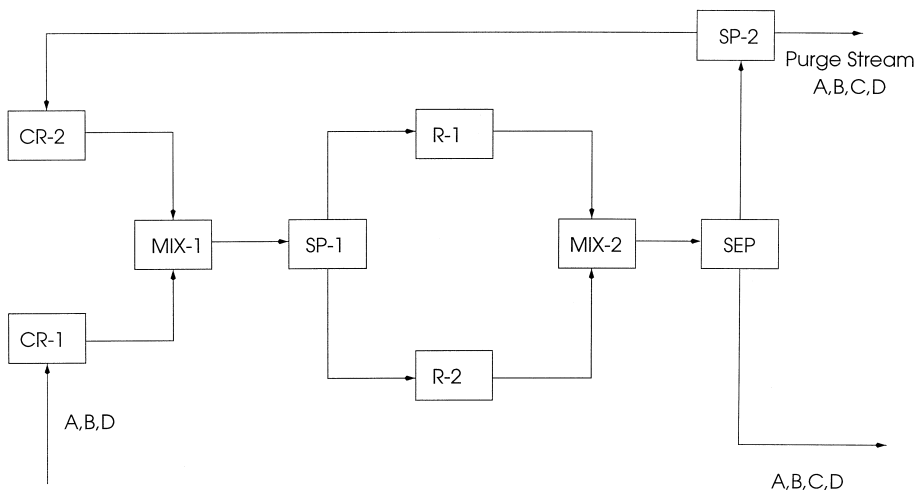 SP-2
Purge Stream
A,B,C,D
CR-2
R-1
MIX-1
SP-1
MIX-2
SEP
CR-1
R-2
A,B,D
A,B,C,D